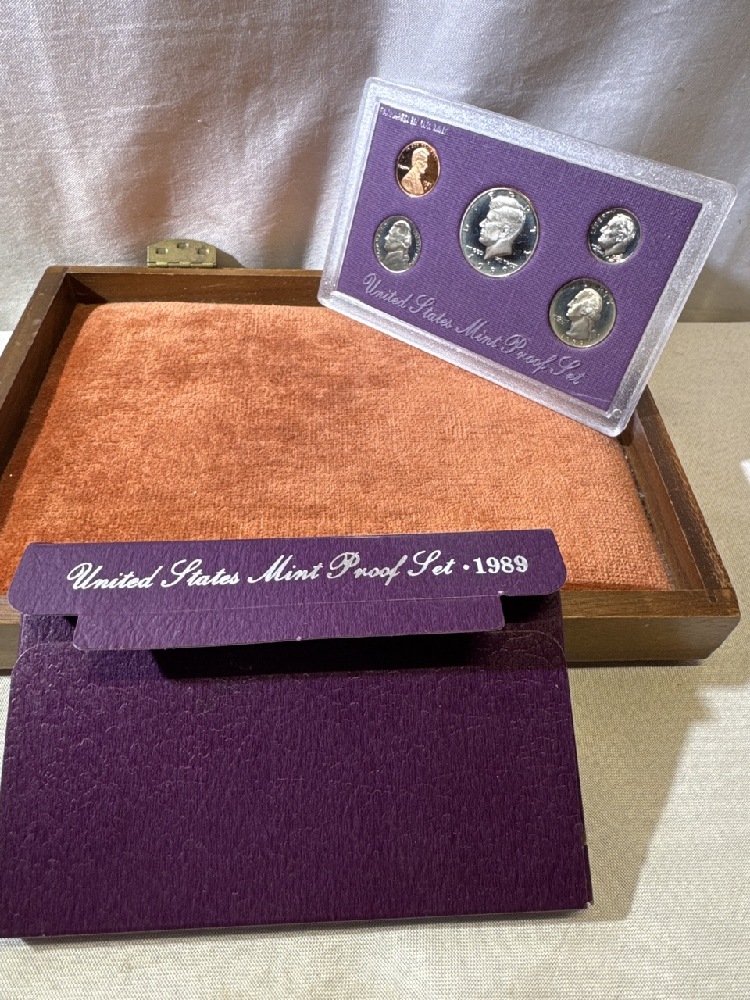 United States Mint Proof Set
United States Mint Proof Set · 1989